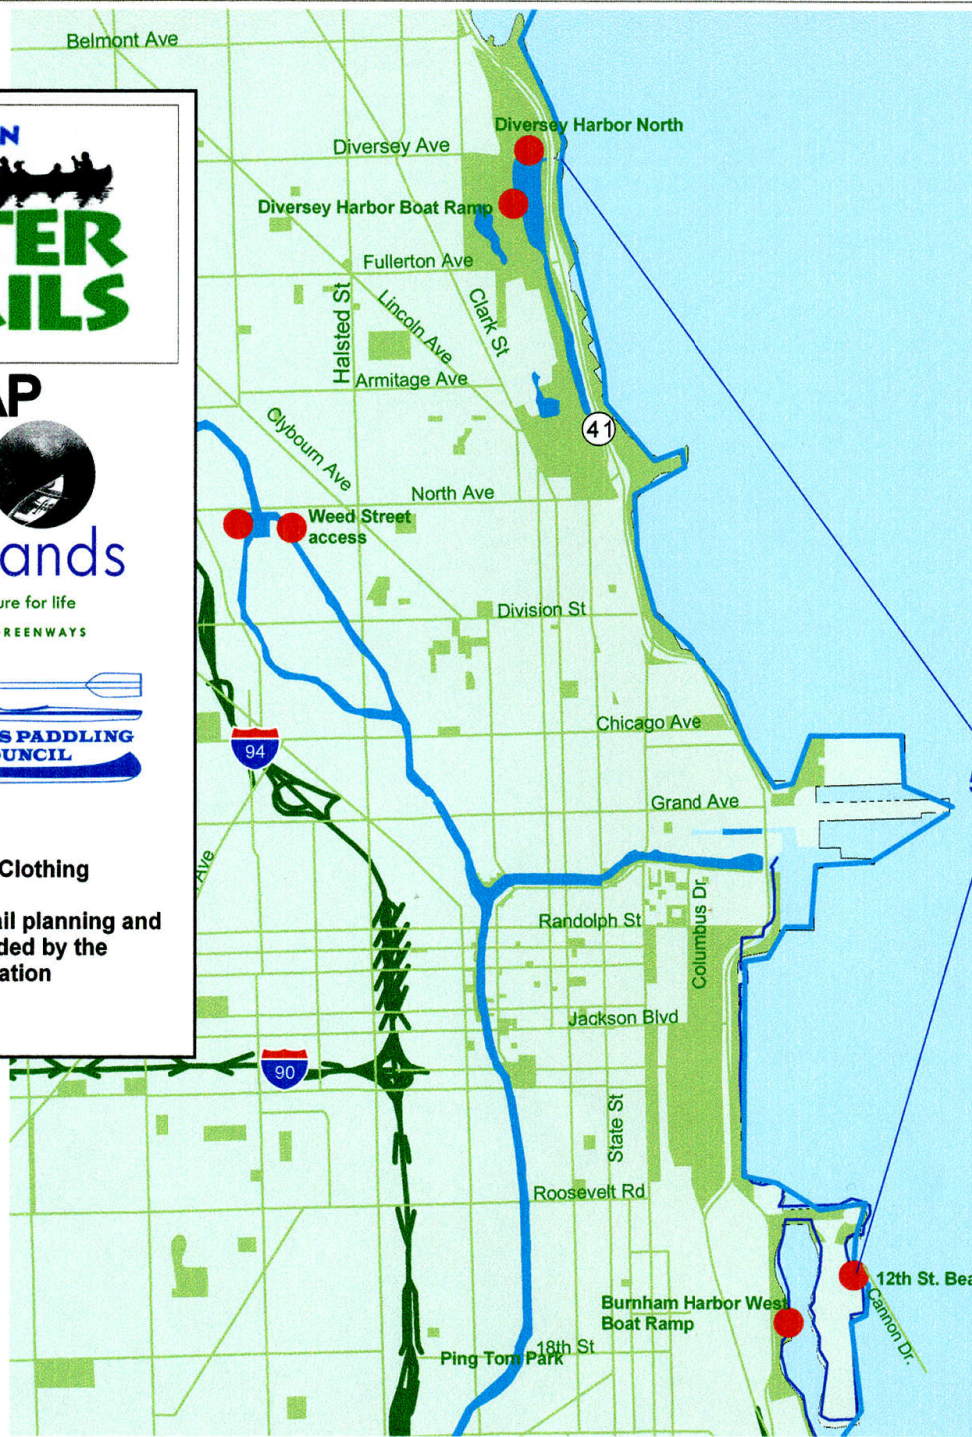 Belmont Ave
Diversey Harbor North
Diversey Ave
Diversey Harbor Boat Ramp
Fullerton Ave
Halsted St
Lincoln Ave
Clark St
Armitage Ave
41
Clybourn Ave
North Ave
Weed Street
access
Division St
94
Chicago Ave
Grand Ave
Ave
Randolph St
Columbus Dr
Jackson Blvd
90
State St
Roosevelt Rd
12th St. Bea
Cannon Dr.
Burnham Harbor West
Boat Ramp
18th St
Ping Tom Park
N
TER
ILS
AP
ands
ure for life
REENWAYS
S PADDLING
UNCIL
Clothing
ail planning and
ded by the
ation